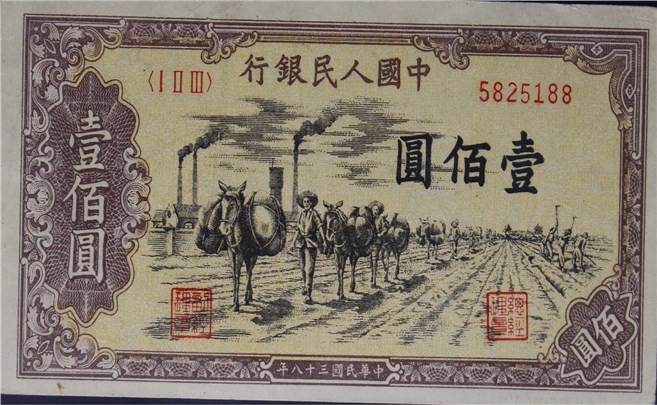 行銀民人國中
〈I II III〉
5825188
圓佰壹
壹佰圓
佰圓
年八十三國民華中